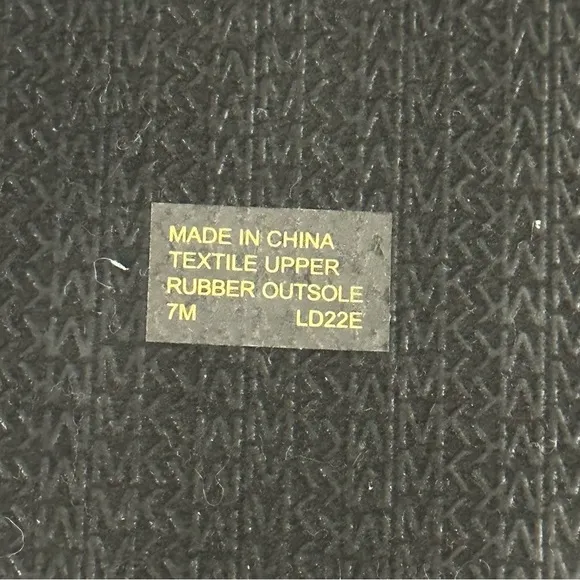 MADE IN CHINA
TEXTILE UPPER
RUBBER OUTSOLE
7M LD22E